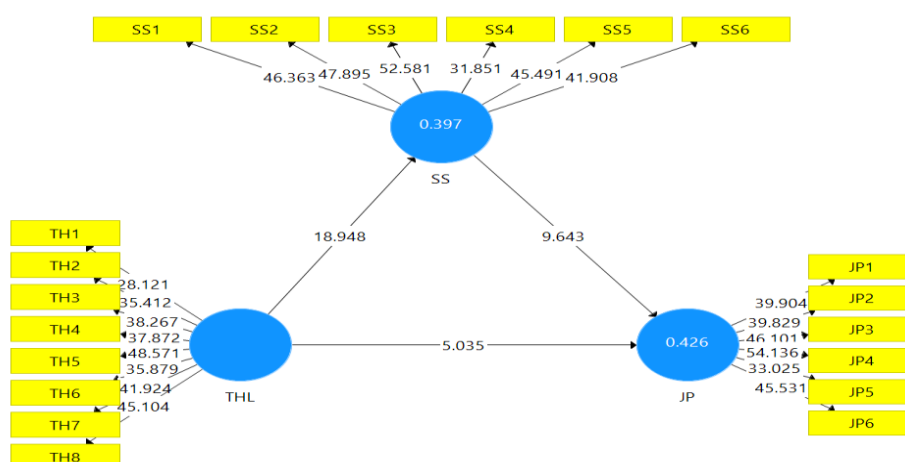 SS1 SS2 SS3 SS4 SS5 SS6
46.363 47.895 52.581 31.851 45.491 41.908
0.397
SS
18.948 9.643
TH1
TH2
TH3
TH4
TH5
TH6
TH7
TH8
28.121
35.412
38.267
37.872
48.571
35.879
41.924
45.104
THL
5.035
0.426
JP
39.904
39.829
46.101
54.136
33.025
45.531
JP1
JP2
JP3
JP4
JP5
JP6